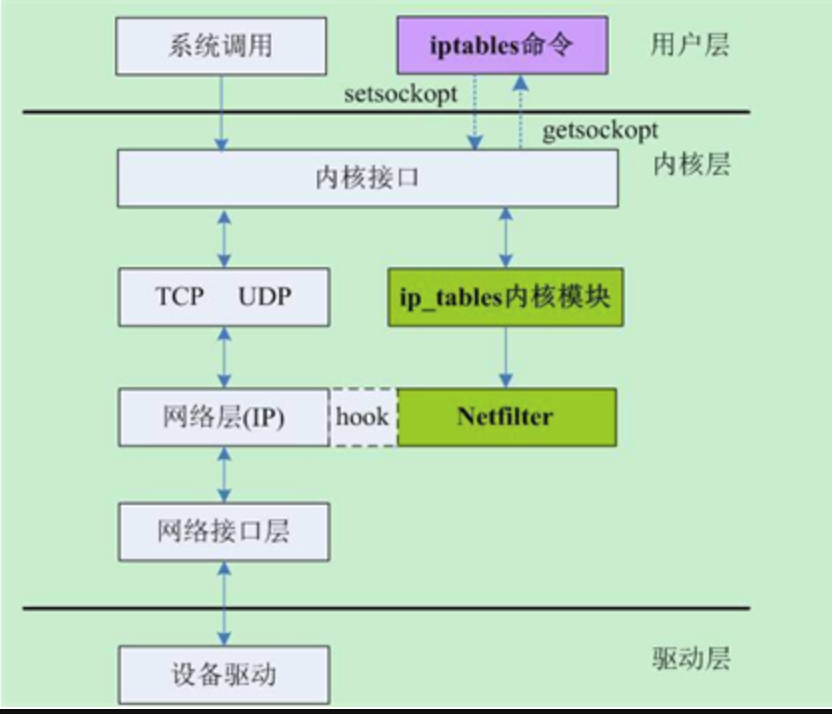 系统调用
iptables命令
用户层
setsockopt
getsockopt
内核接口
内核层
TCP UDP
ip_tables内核模块
网络层(IP)
hook
Netfilter
网络接口层
设备驱动
驱动层